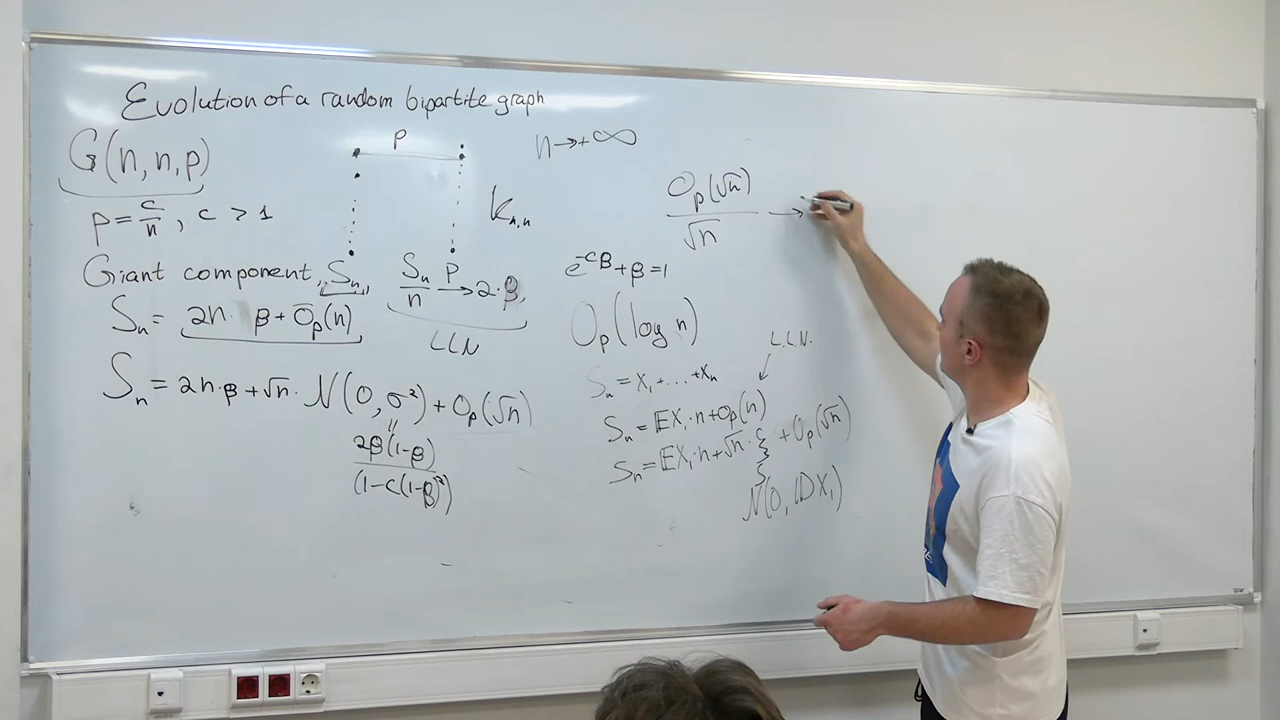 Evolution of a random bipartite graph
G(n, n, p)
p
n → +∞
p = c/n, c > 1
K_{n,n}
O_p(√n)/√n →
Giant component, S_n,
S_n/n →^P 2·β,
LLN
e^{-cβ} + β = 1
S_n = 2n·β + O_p(n)
O_p(log n)
L.L.N.
S_n = X_1 + ... + X_n
S_n = 2n·β + √n·N(0, σ²) + O_p(√n)
S_n = EX_1·n + O_p(n)
S_n = EX_1·n + √n·ξ + O_p(√n)
"
2β(1-β)/(1-c(1-β)²)
N(0, DX_1)